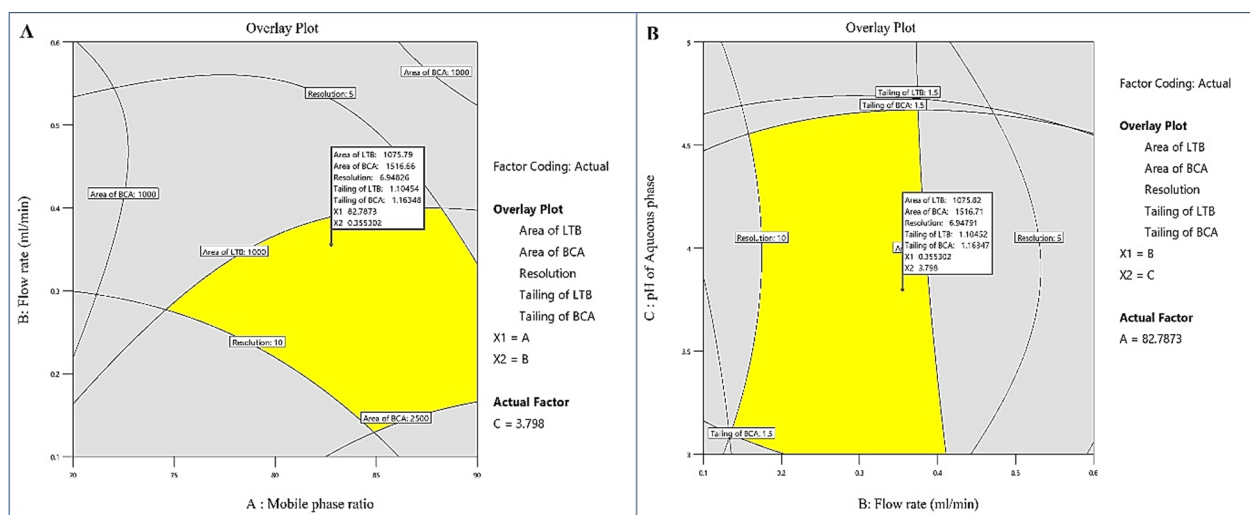 A
Overlay Plot
B: Flow rate (ml/min)
0.6
0.5
0.4
0.3
0.2
0.1
Area of BCA: 1000
Resolution: 5
Area of LTB: 1075.79
Area of BCA: 1516.66
Resolution: 6.94826
Tailing of LTB: 1.10454
Tailing of BCA: 1.16348
X1 82.7873
X2 0.355302
Area of BCA: 1000
Area of LTB: 1000
Resolution: 10
Area of BCA: 2500
70
75
80
85
90
A : Mobile phase ratio
Factor Coding: Actual
Overlay Plot
Area of LTB
Area of BCA
Resolution
Tailing of LTB
Tailing of BCA
X1 = A
X2 = B
Actual Factor
C = 3.798
B
Overlay Plot
C : pH of Aqueous phase
5
4.5
4
3.5
3
Tailing of LTB: 1.5
Tailing of BCA: 1.5
Area of LTB: 1075.82
Area of BCA: 1516.71
Resolution: 6.94791
Tailing of LTB: 1.10452
Tailing of BCA: 1.16347
X1 0.355302
X2 3.798
Resolution: 10
Resolution: 5
Tailing of BCA: 1.5
0.1
0.2
0.3
0.4
0.5
0.6
B: Flow rate (ml/min)
Factor Coding: Actual
Overlay Plot
Area of LTB
Area of BCA
Resolution
Tailing of LTB
Tailing of BCA
X1 = B
X2 = C
Actual Factor
A = 82.7873